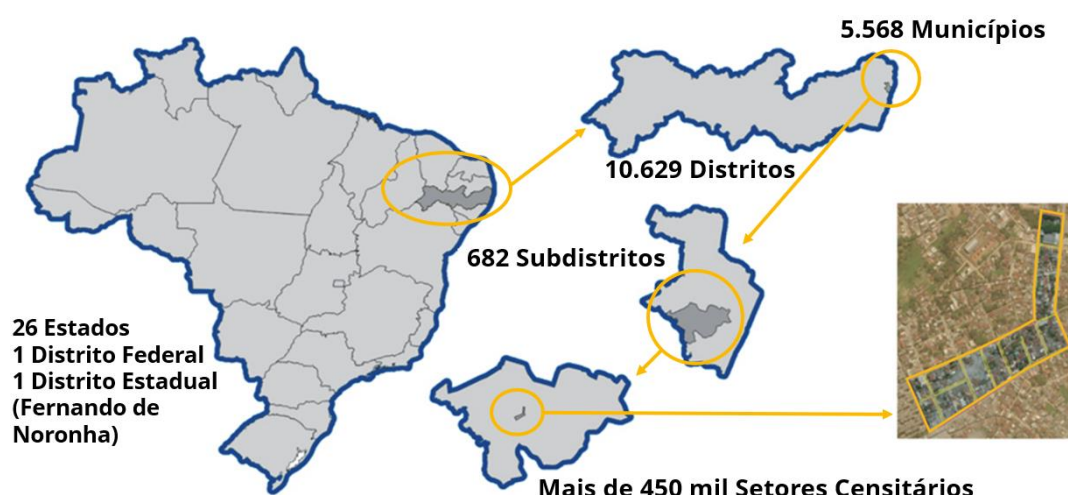 5.568 Municípios
10.629 Distritos
682 Subdistritos
26 Estados
1 Distrito Federal
1 Distrito Estadual
(Fernando de
Noronha)
Mais de 450 mil Setores Censitários